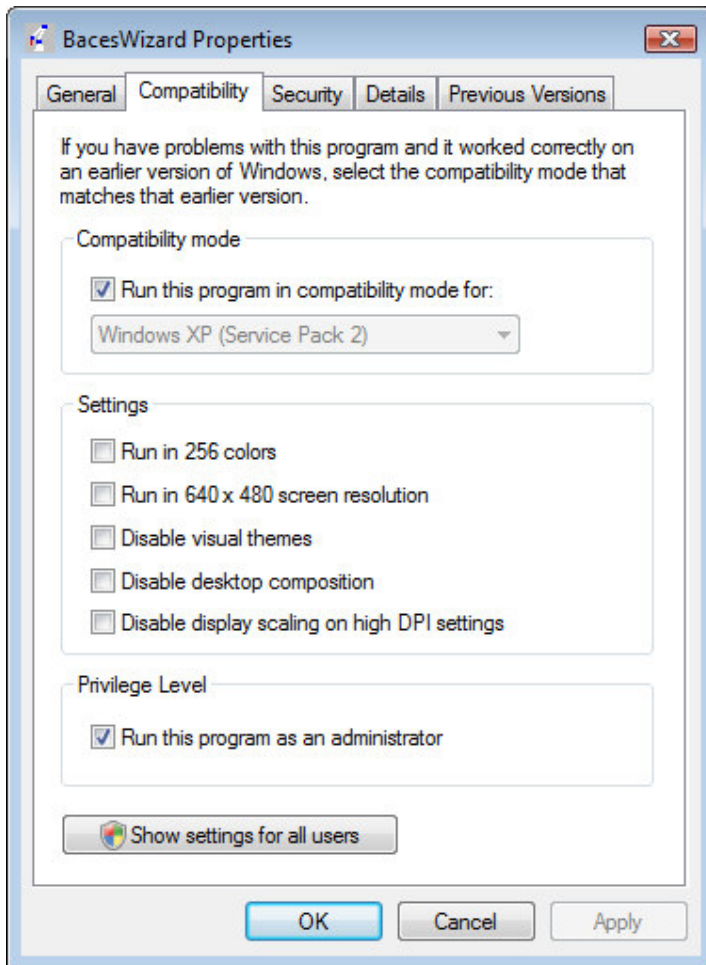 BacesWizard Properties
General Compatibility Security Details Previous Versions
If you have problems with this program and it worked correctly on
an earlier version of Windows, select the compatibility mode that
matches that earlier version.
Compatibility mode
Run this program in compatibility mode for:
Windows XP (Service Pack 2)
Settings
Run in 256 colors
Run in 640 x 480 screen resolution
Disable visual themes
Disable desktop composition
Disable display scaling on high DPI settings
Privilege Level
Run this program as an administrator
Show settings for all users
OK Cancel Apply